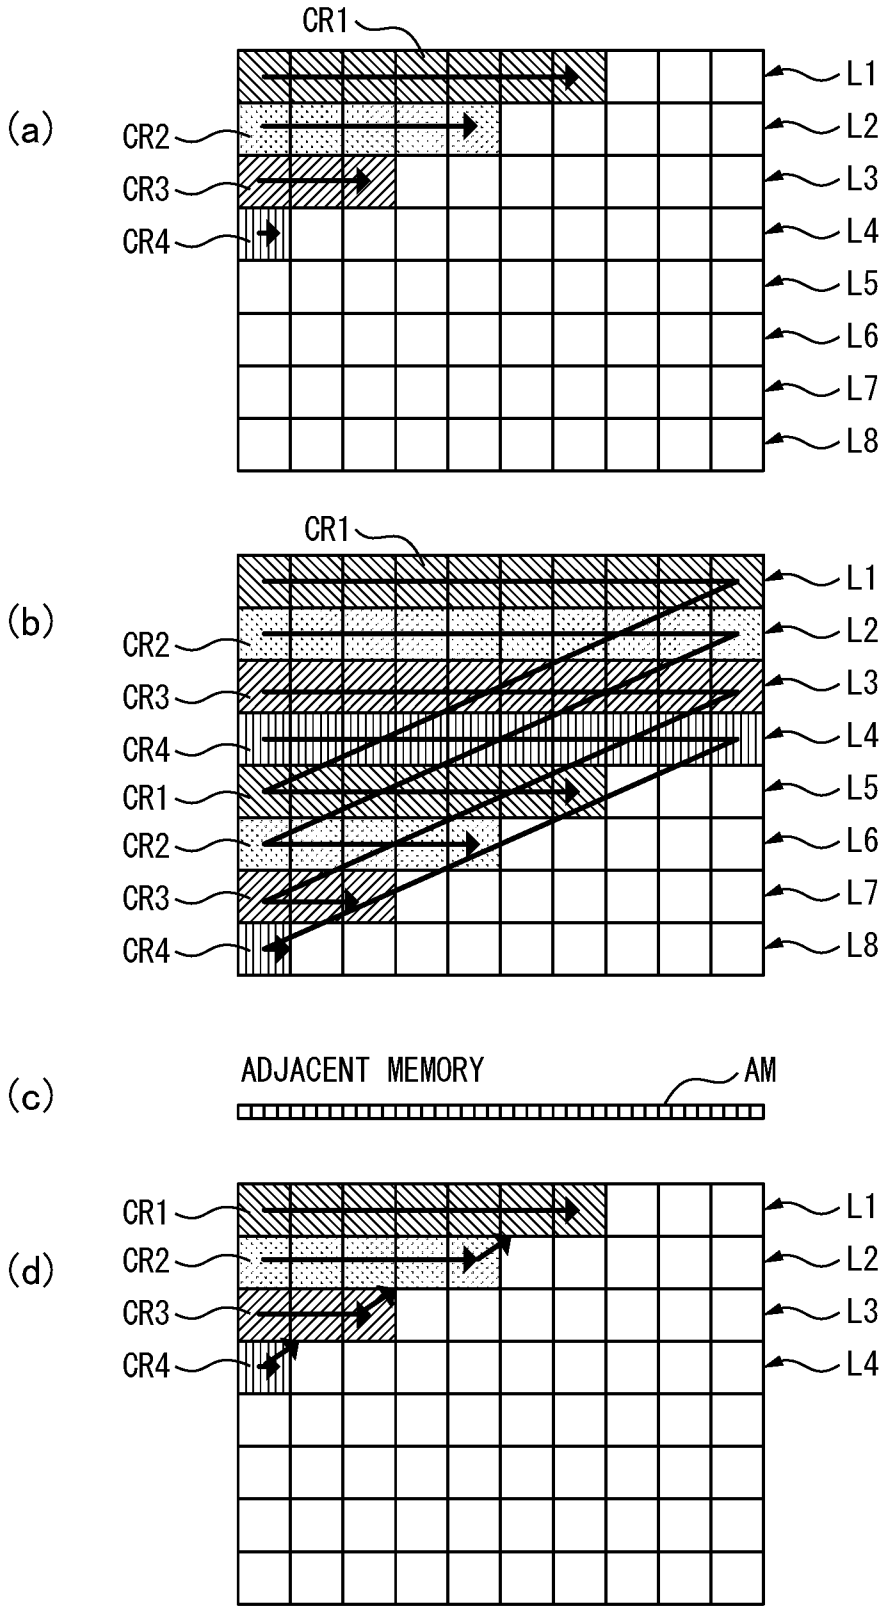 CR1
(a)
L1
CR2
L2
CR3
L3
CR4
L4
L5
L6
L7
L8
CR1
(b)
L1
CR2
L2
CR3
L3
CR4
L4
CR1
L5
CR2
L6
CR3
L7
CR4
L8
(c)
ADJACENT MEMORY
AM
(d)
CR1
L1
CR2
L2
CR3
L3
CR4
L4